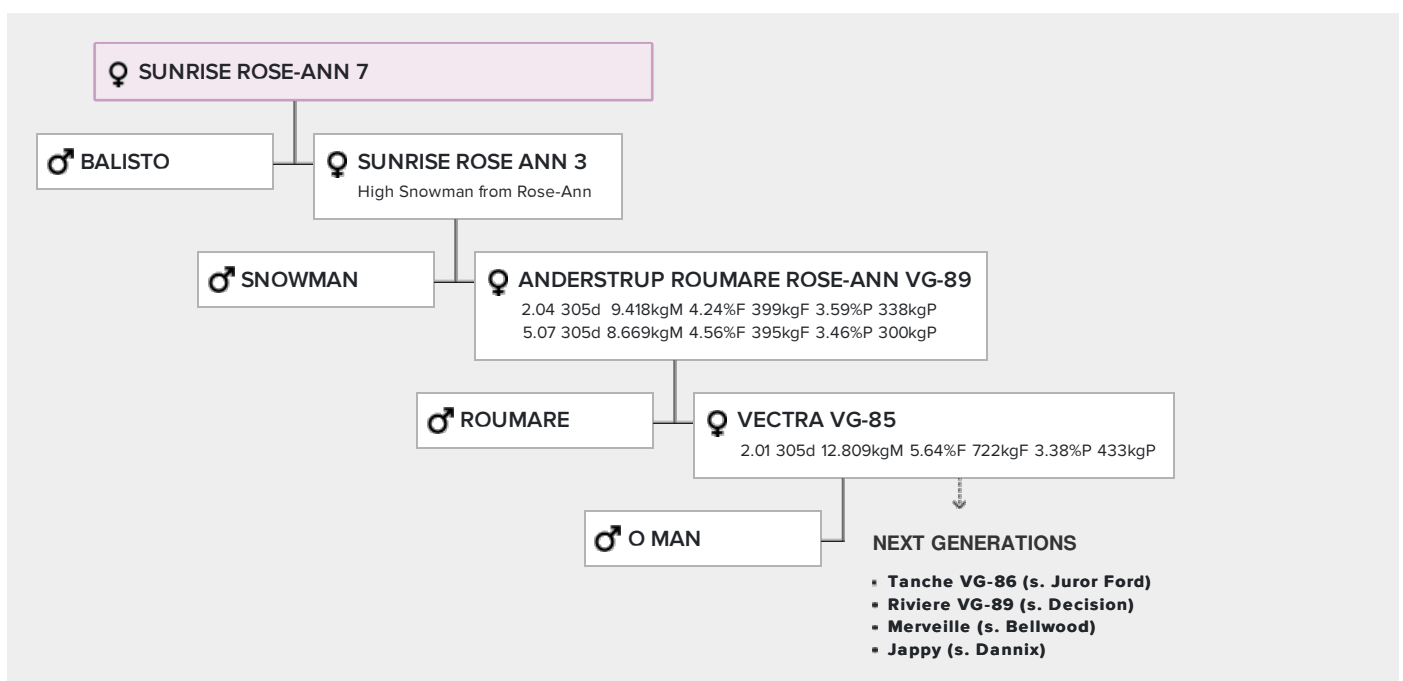 SUNRISE ROSE-ANN 7
BALISTO
SUNRISE ROSE ANN 3
High Snowman from Rose-Ann
SNOWMAN
ANDERSTRUP ROUMARE ROSE-ANN VG-89
2.04 305d 9.418kgM 4.24%F 399kgF 3.59%P 338kgP
5.07 305d 8.669kgM 4.56%F 395kgF 3.46%P 300kgP
ROUMARE
VECTRA VG-85
2.01 305d 12.809kgM 5.64%F 722kgF 3.38%P 433kgP
O MAN
NEXT GENERATIONS
Tanche VG-86 (s. Juror Ford)
Riviere VG-89 (s. Decision)
Merveille (s. Bellwood)
Jappy (s. Dannix)